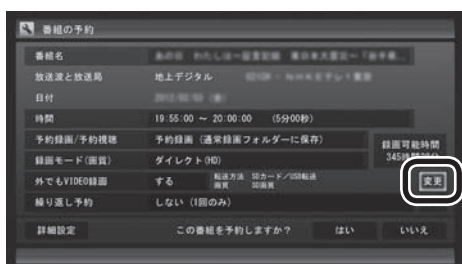 番組の予約
番組名
放送波と放送局 地上デジタル
日付
時間 19:55:00 ~ 20:00:00 (5分00秒)
予約録画/予約視聴 予約録画 (通常録画フォルダーに保存)
録画可能時間
録画モード(画質) ダイレクト(HD)
外でもVIDEO録画 する 転送方法 SDカード/USB転送
画質 SD画質
変更
繰り返し予約 しない (1回のみ)
詳細設定 この番組を予約しますか? はい いいえ